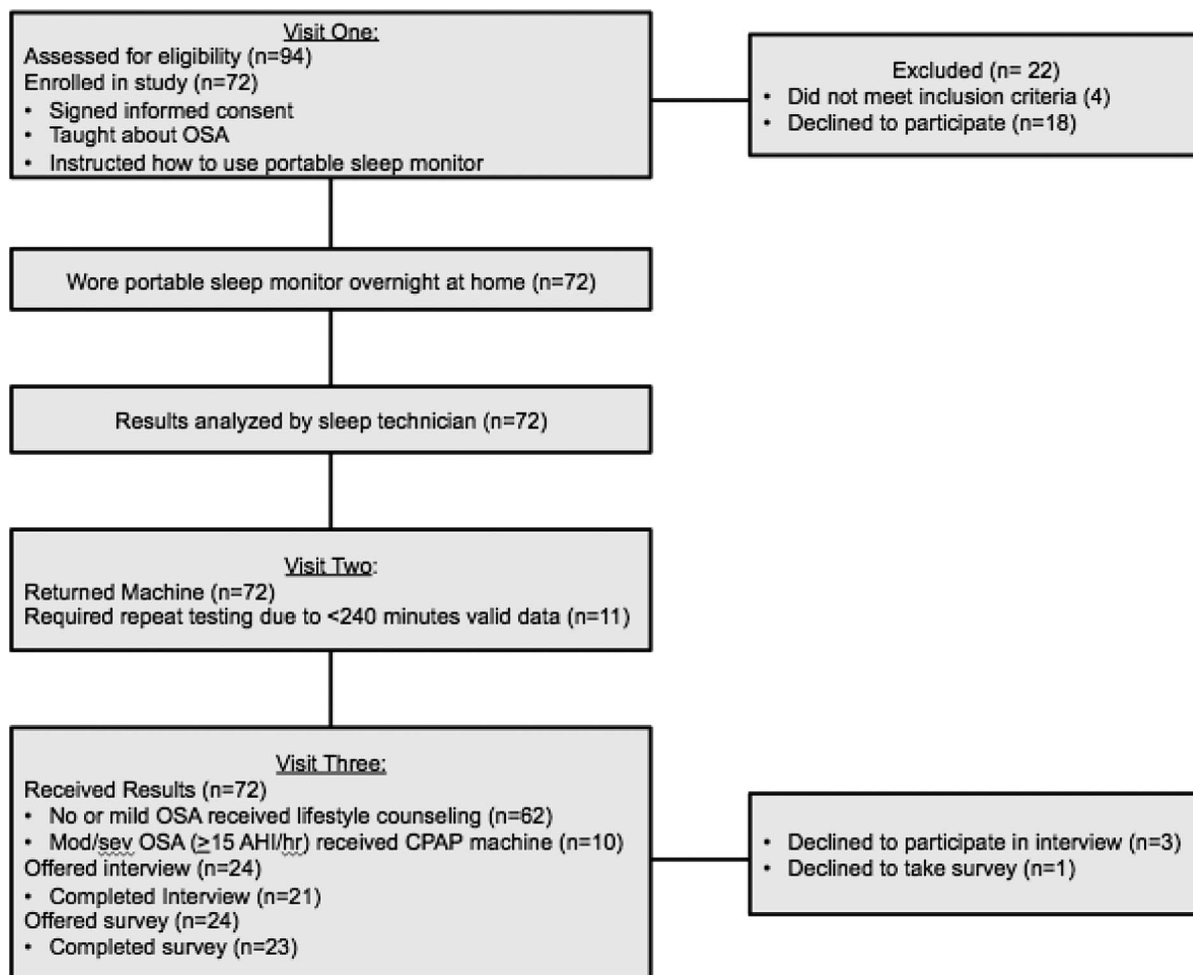 Visit One:
Assessed for eligibility (n=94)
Enrolled in study (n=72)
• Signed informed consent
• Taught about OSA
• Instructed how to use portable sleep monitor
Excluded (n= 22)
• Did not meet inclusion criteria (4)
• Declined to participate (n=18)
Wore portable sleep monitor overnight at home (n=72)
Results analyzed by sleep technician (n=72)
Visit Two:
Returned Machine (n=72)
Required repeat testing due to <240 minutes valid data (n=11)
Visit Three:
Received Results (n=72)
• No or mild OSA received lifestyle counseling (n=62)
• Mod/sev OSA (≥15 AHI/hr) received CPAP machine (n=10)
Offered interview (n=24)
• Completed Interview (n=21)
Offered survey (n=24)
• Completed survey (n=23)
• Declined to participate in interview (n=3)
• Declined to take survey (n=1)